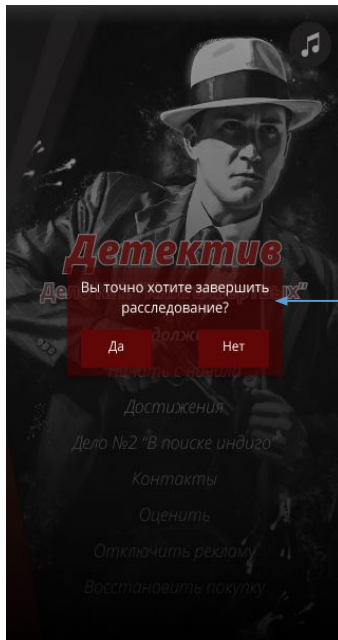 Детектив
Вы точно хотите завершить
расследование?
Да
Нет
Достижения
Дело №2 "В поиске индиго"
Контакты
Оценить
Отключить рекламу
Восстановить покупку